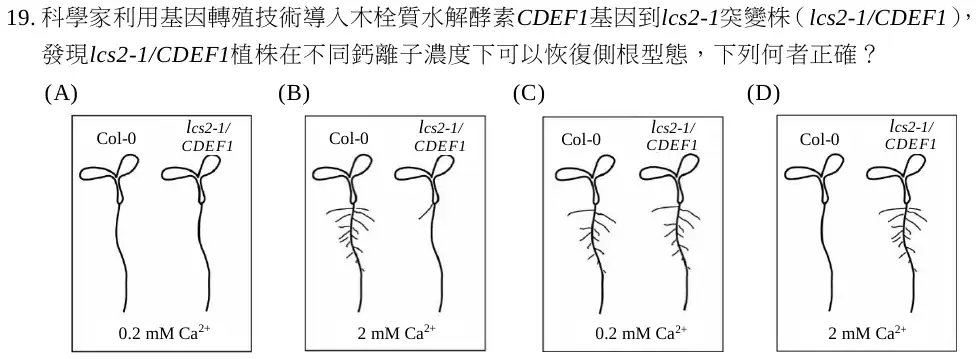 19. 科學家利用基因轉殖技術導入木栓質水解酵素CDEF1基因到lcs2-1突變株（lcs2-1/CDEF1），
發現lcs2-1/CDEF1植株在不同鈣離子濃度下可以恢復側根型態，下列何者正確？
(A) (B) (C) (D)
Col-0 lcs2-1/CDEF1 Col-0 lcs2-1/CDEF1 Col-0 lcs2-1/CDEF1 Col-0 lcs2-1/CDEF1
0.2 mM Ca²⁺ 2 mM Ca²⁺ 0.2 mM Ca²⁺ 2 mM Ca²⁺